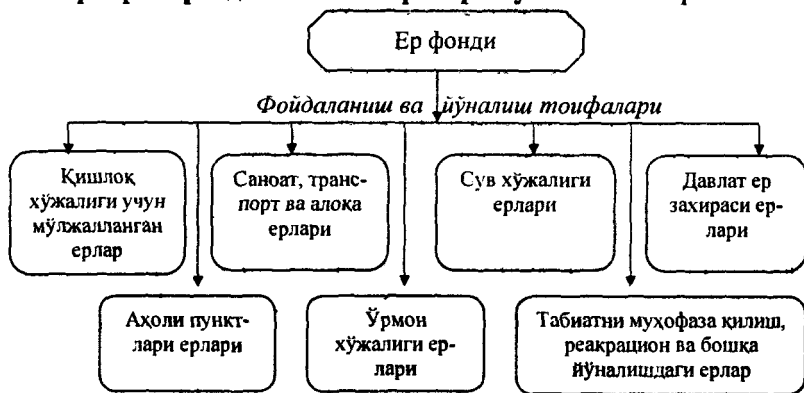 Ер фонди
Фойдаланиш ва йўналиш тоифалари
Қишлоқ
хўжалиги учун
мўлжалланган
ерлар
Саноат, транс-
порт ва алоқа
ерлари
Сув хўжалиги
ерлари
Давлат ер
захираси ер-
лари
Аҳоли пункт-
лари ерлари
Ўрмон
хўжалиги ер-
лари
Табиатни муҳофаза қилиш,
реакрацион ва бошқа
йўналишдаги ерлар